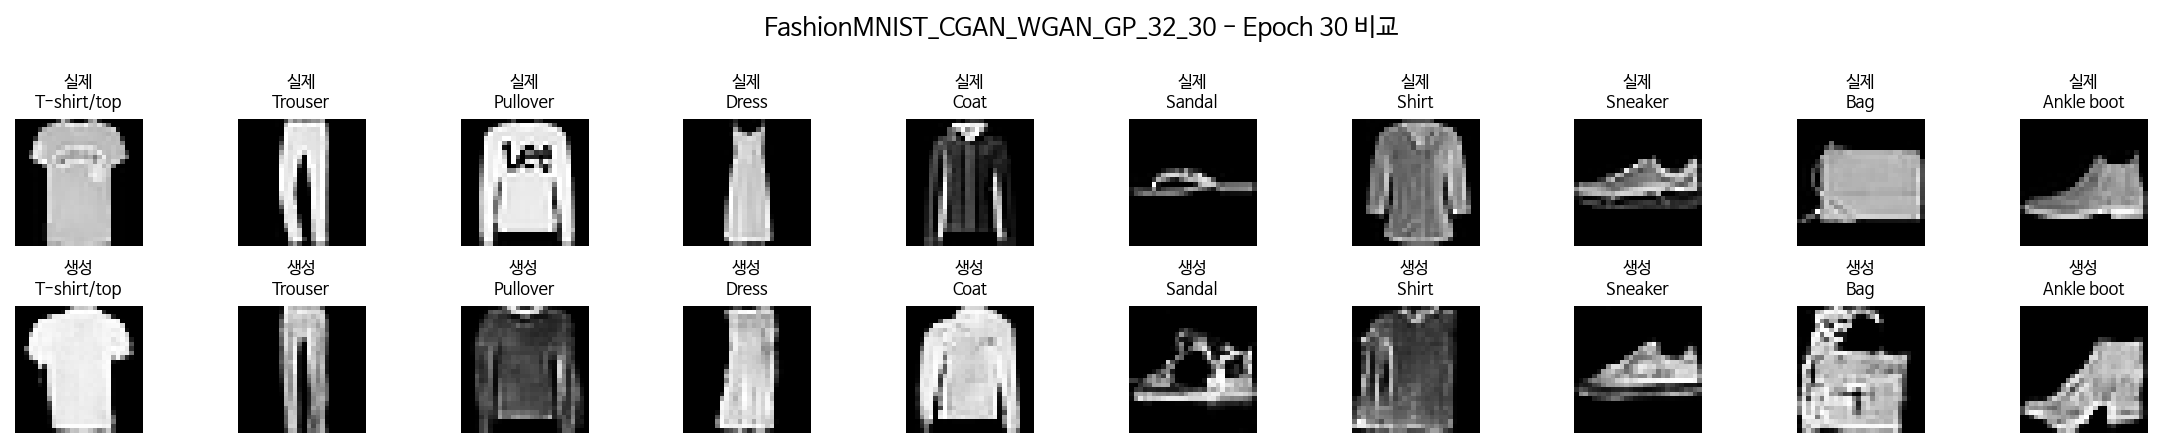 FashionMNIST_CGAN_WGAN_GP_32_30 - Epoch 30 비교
실제 실제 실제 실제 실제 실제 실제 실제 실제 실제
T-shirt/top Trouser Pullover Dress Coat Sandal Shirt Sneaker Bag Ankle boot
Lee
생성 생성 생성 생성 생성 생성 생성 생성 생성 생성
T-shirt/top Trouser Pullover Dress Coat Sandal Shirt Sneaker Bag Ankle boot